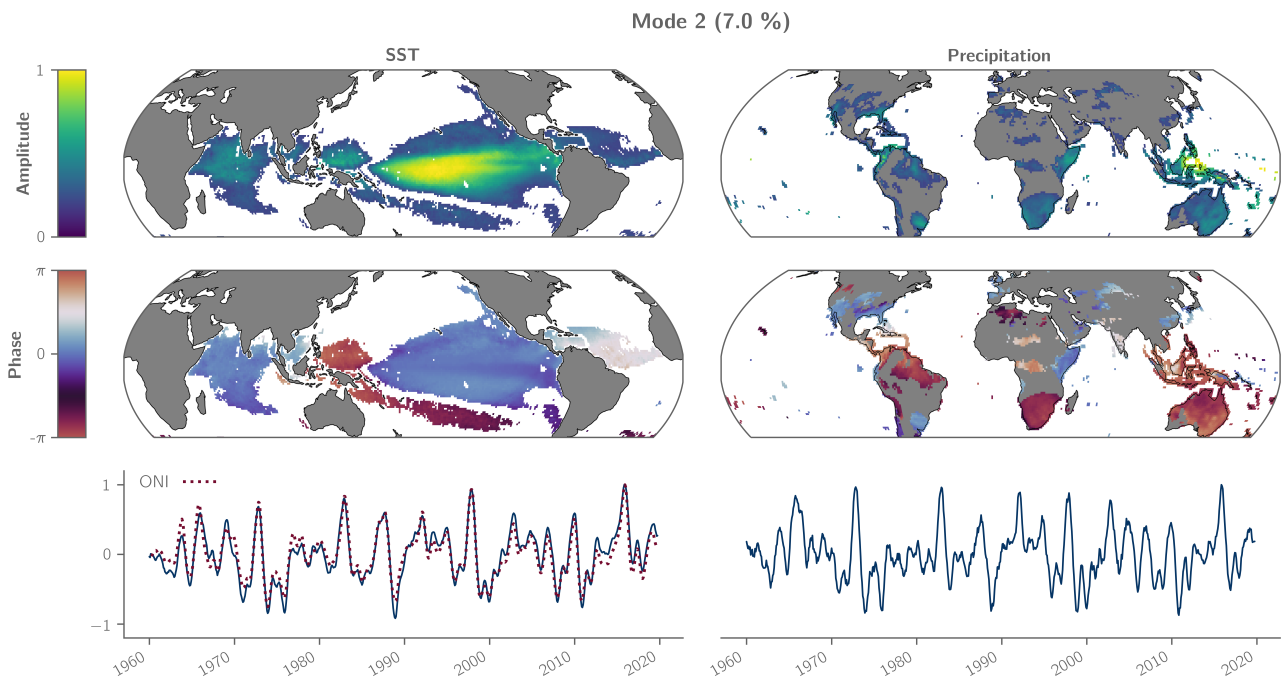 Mode 2 (7.0 %)
SST
Precipitation
1
Amplitude
0
π
Phase
0
-π
ONI
1
0
−1
1960 1970 1980 1990 2000 2010 2020
1960 1970 1980 1990 2000 2010 2020